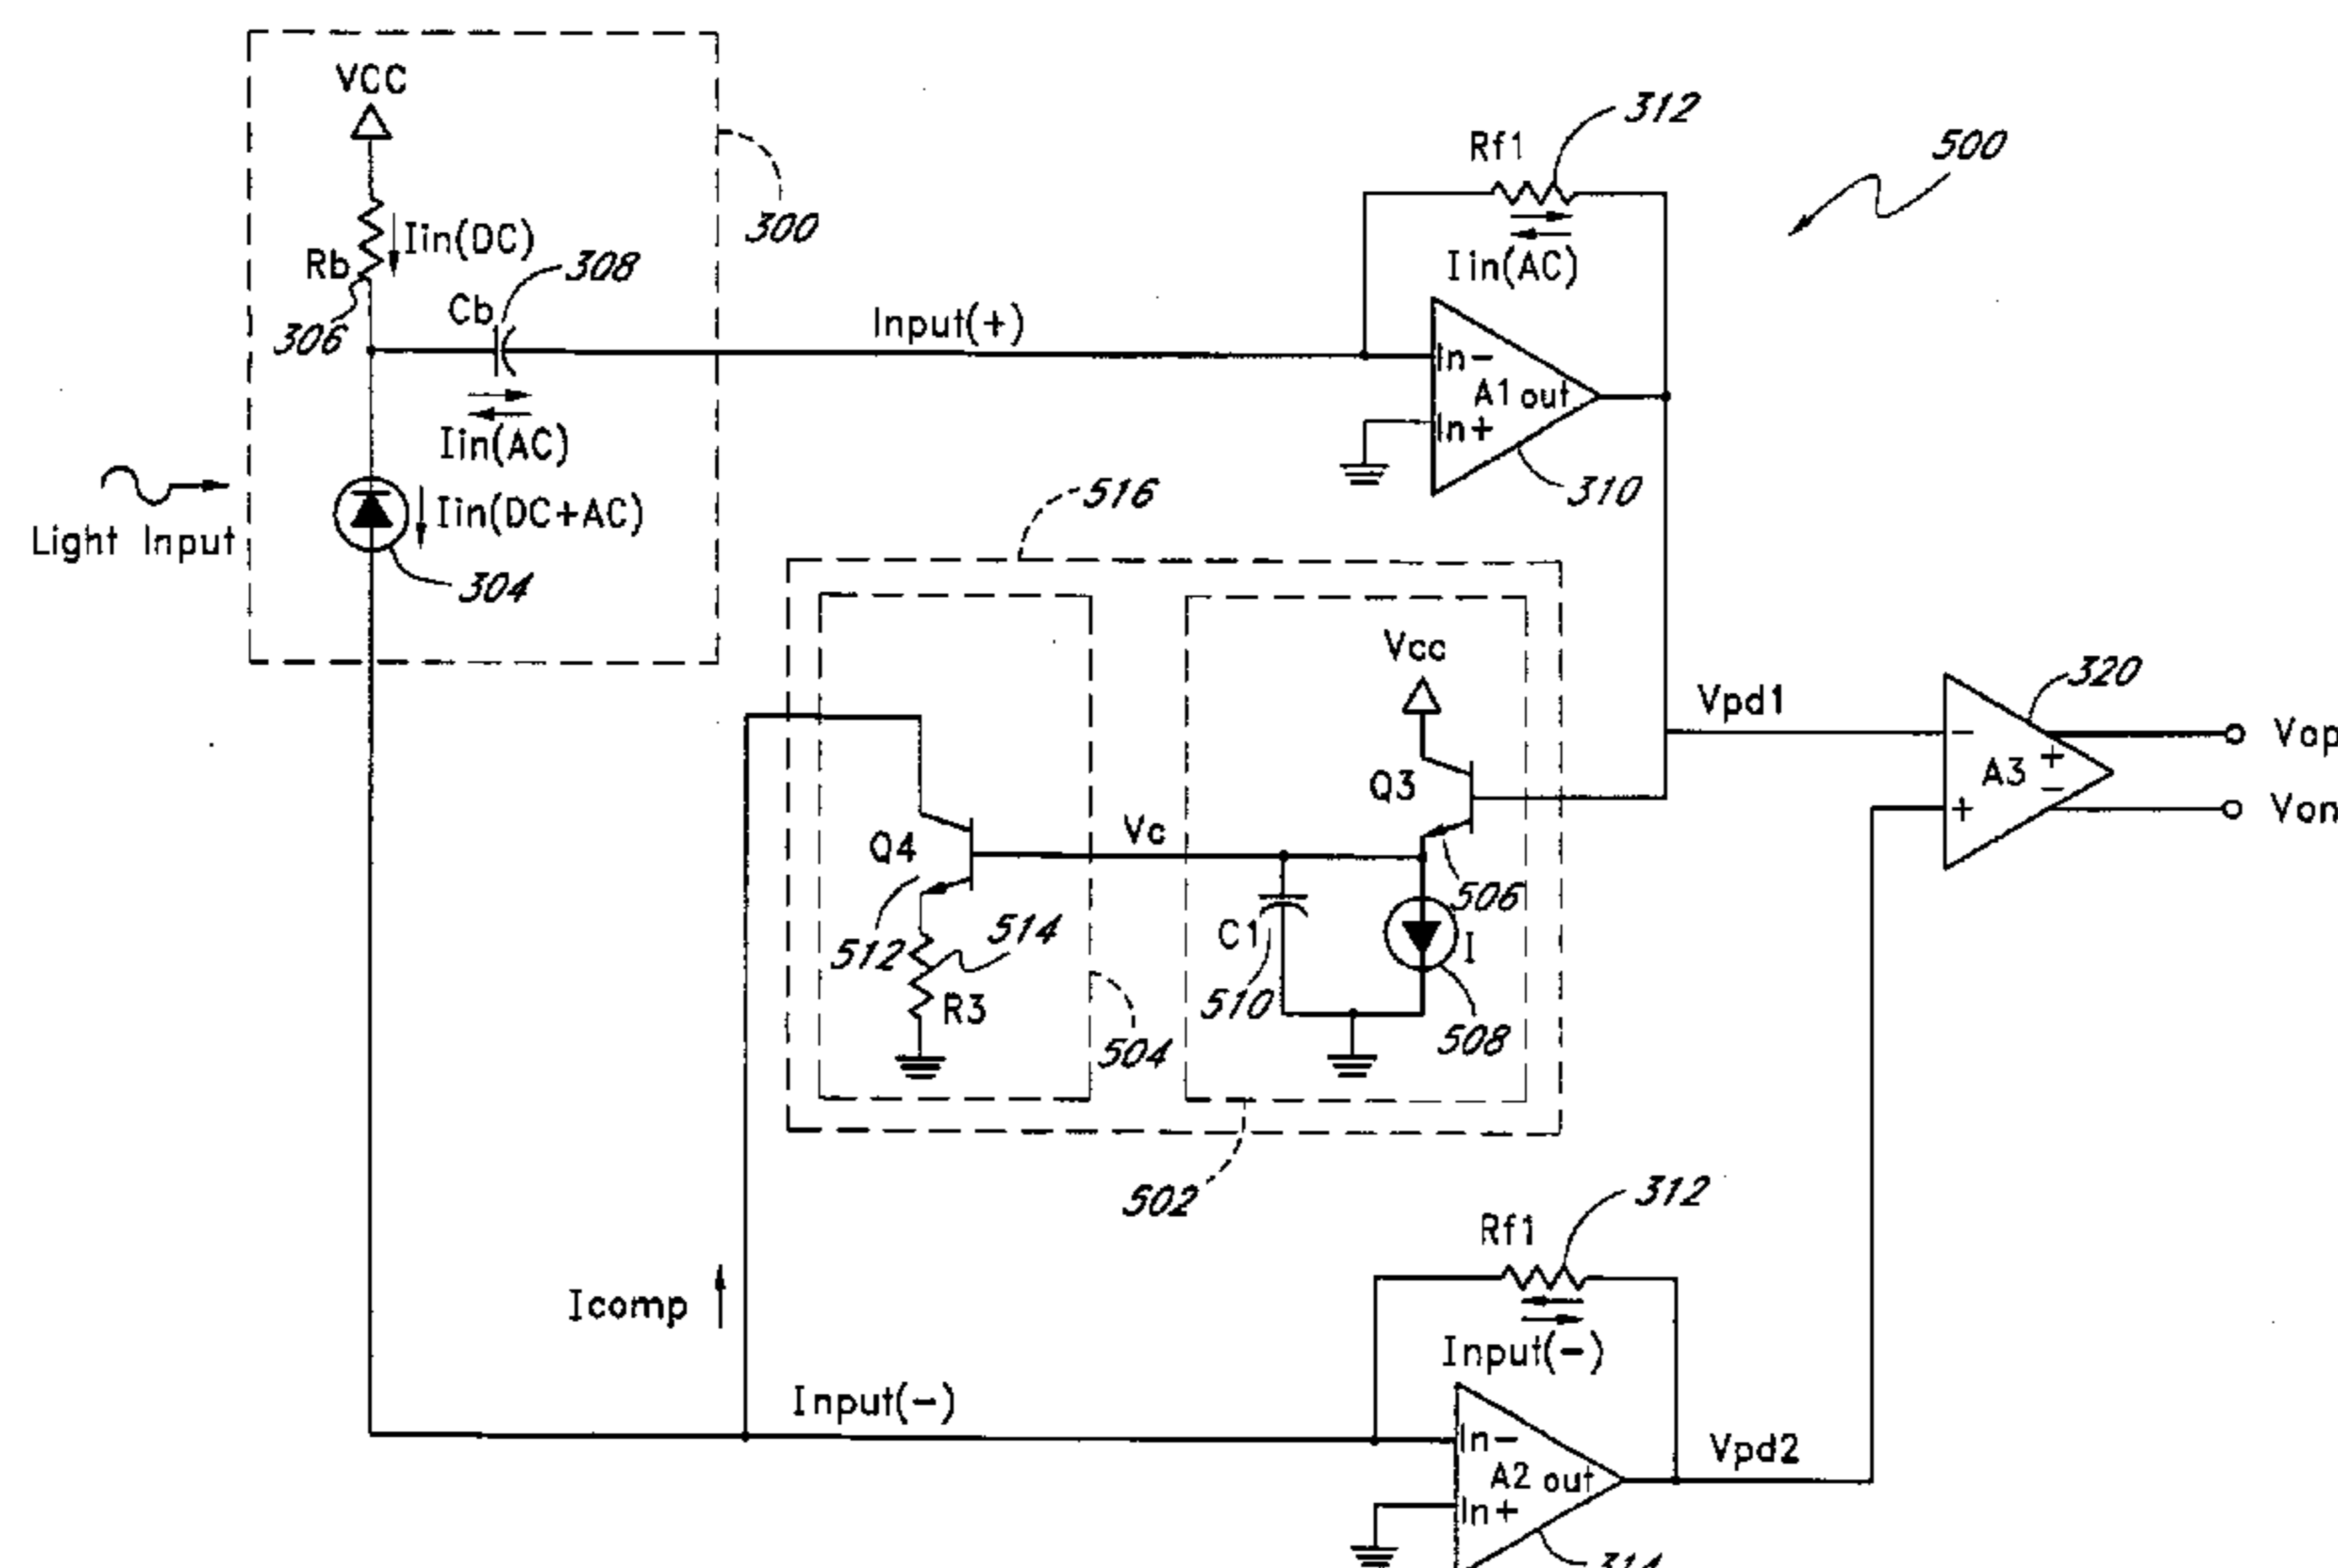 VCC
Rb
Iin(DC)
306
Cb
308
300
Iin(AC)
Light Input
Iin(DC+AC)
304
Input(+)
Rf1
312
Iin(AC)
In-
A1 out
In+
310
500
516
Vcc
Q3
506
Vc
Q4
512
514
R3
504
C1
510
I
508
502
Vpd1
320
-
A3
+
+
-
Vop
Von
Icomp
Input(-)
Rf1
312
Input(-)
In-
A2 out
In+
Vpd2